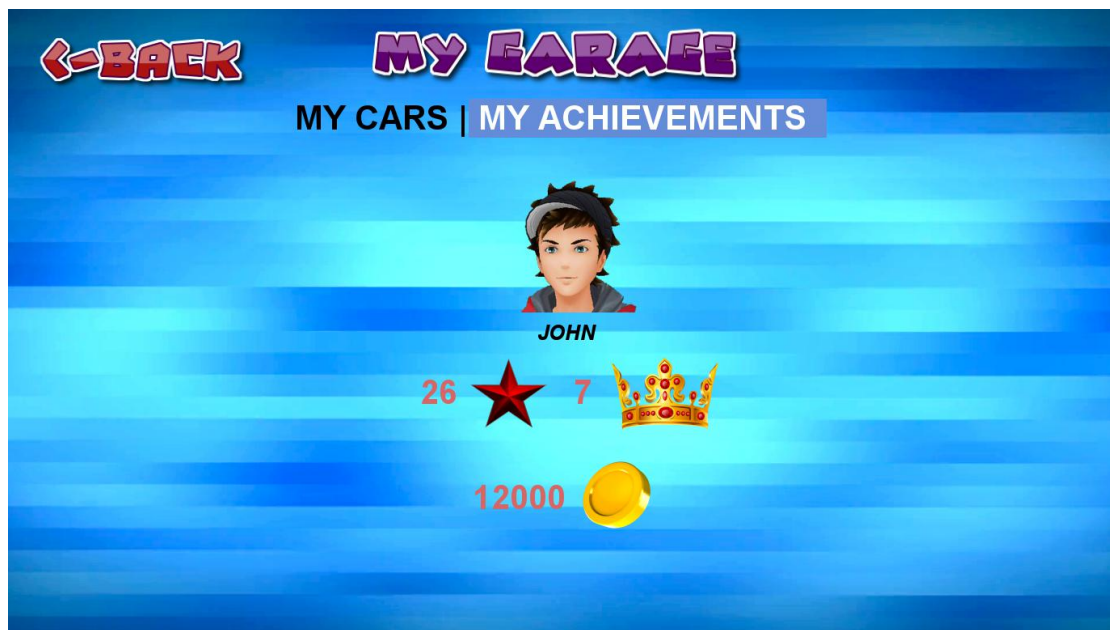 <-BACK
MY GARAGE
MY CARS | MY ACHIEVEMENTS
JOHN
26
7
12000